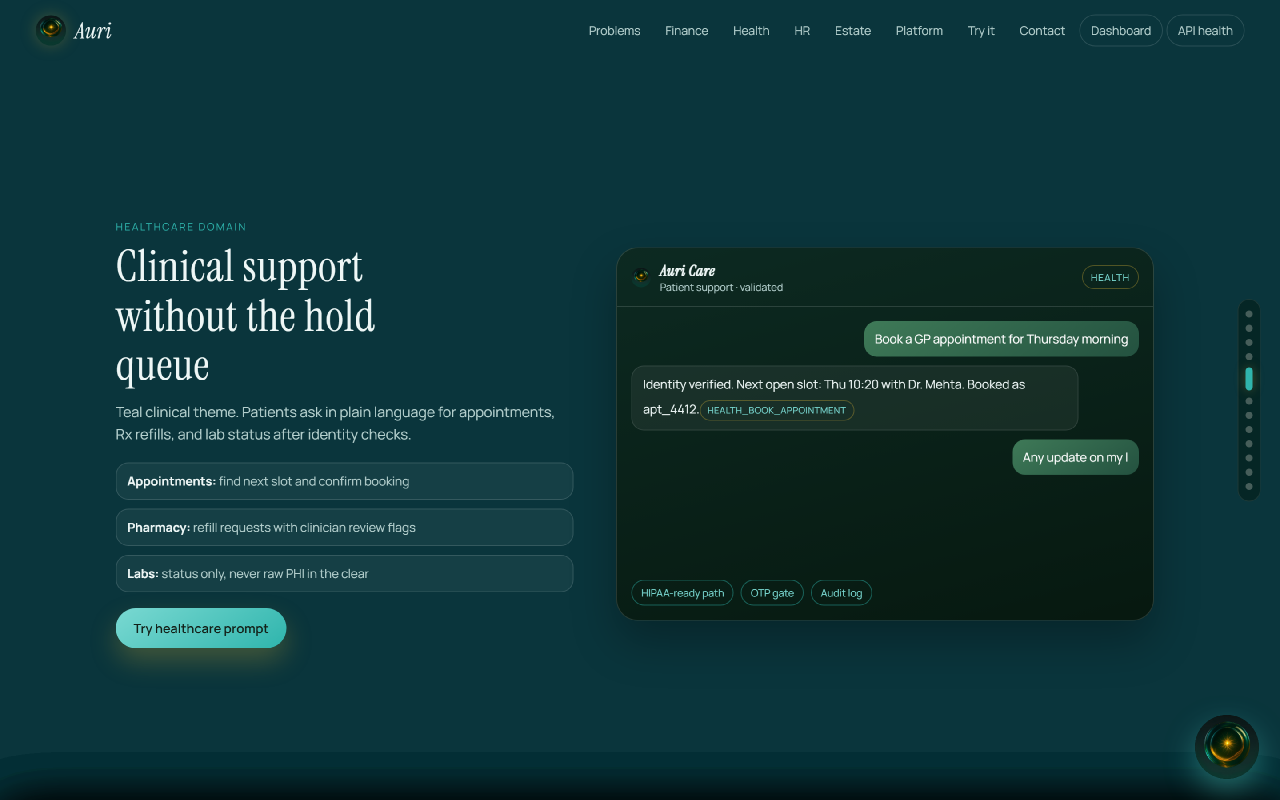 Auri
Problems
Finance
Health
HR
Estate
Platform
Try it
Contact
Dashboard
API health
HEALTHCARE DOMAIN
Clinical support
without the hold
queue
Teal clinical theme. Patients ask in plain language for appointments,
Rx refills, and lab status after identity checks.
Appointments: find next slot and confirm booking
Pharmacy: refill requests with clinician review flags
Labs: status only, never raw PHI in the clear
Try healthcare prompt
Auri Care
Patient support · validated
HEALTH
Book a GP appointment for Thursday morning
Identity verified. Next open slot: Thu 10:20 with Dr. Mehta. Booked as
apt_4412. HEALTH_BOOK_APPOINTMENT
Any update on my l
HIPAA-ready path
OTP gate
Audit log